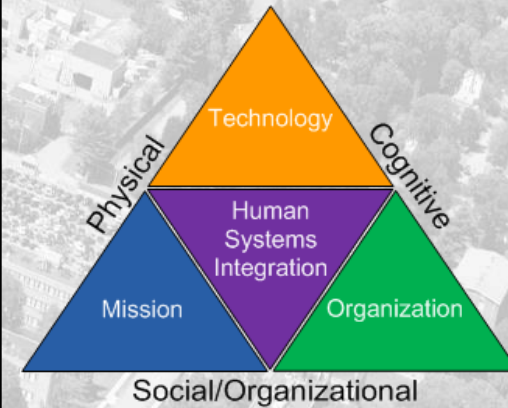 Technology
Physical
Cognitive
Human
Systems
Integration
Mission
Organization
Social/Organizational